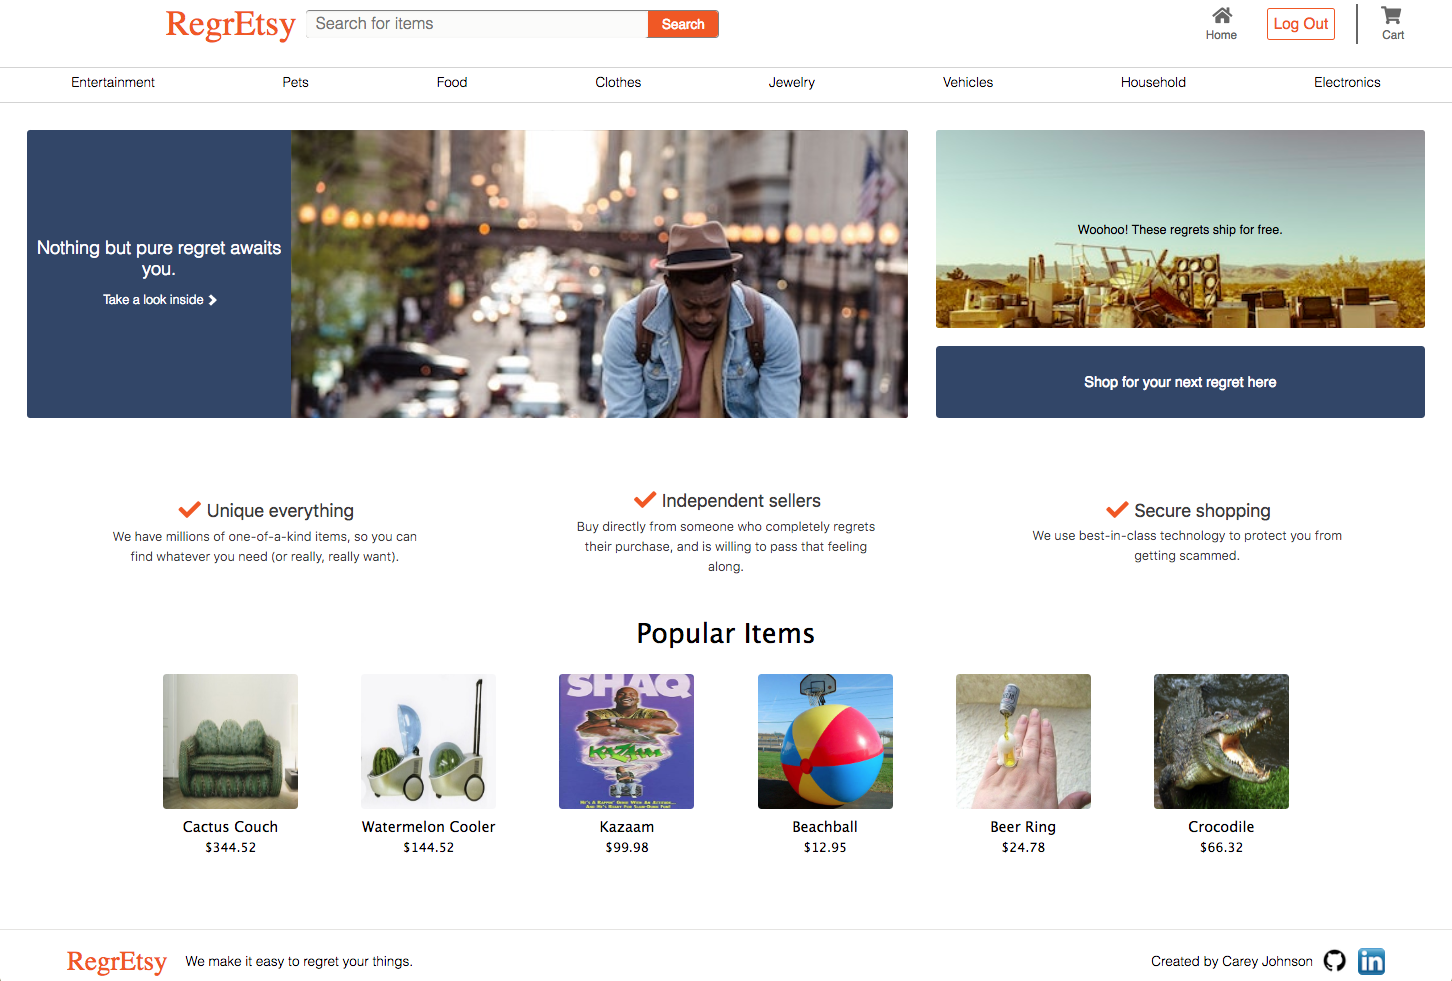 RegrEtsy
Search for items
Search
Home
Log Out
Cart
Entertainment
Pets
Food
Clothes
Jewelry
Vehicles
Household
Electronics
Nothing but pure regret awaits
you.
Take a look inside
Woohoo! These regrets ship for free.
Shop for your next regret here
Unique everything
We have millions of one-of-a-kind items, so you can
find whatever you need (or really, really want).
Independent sellers
Buy directly from someone who completely regrets
their purchase, and is willing to pass that feeling
along.
Secure shopping
We use best-in-class technology to protect you from
getting scammed.
Popular Items
SHAQ
KAZAAM
Cactus Couch
$344.52
Watermelon Cooler
$144.52
Kazaam
$99.98
Beachball
$12.95
Beer Ring
$24.78
Crocodile
$66.32
RegrEtsy
We make it easy to regret your things.
Created by Carey Johnson
in